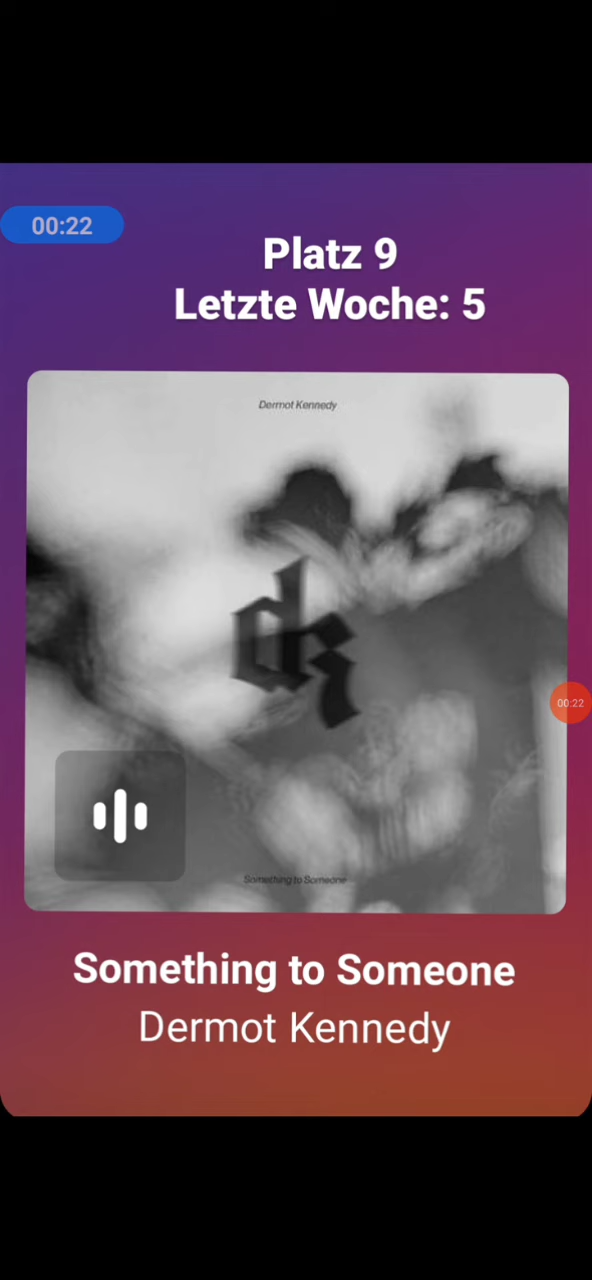 00:22
Platz 9
Letzte Woche: 5
Dermot Kennedy
dk
00:22
Something to Someone
Something to Someone
Dermot Kennedy